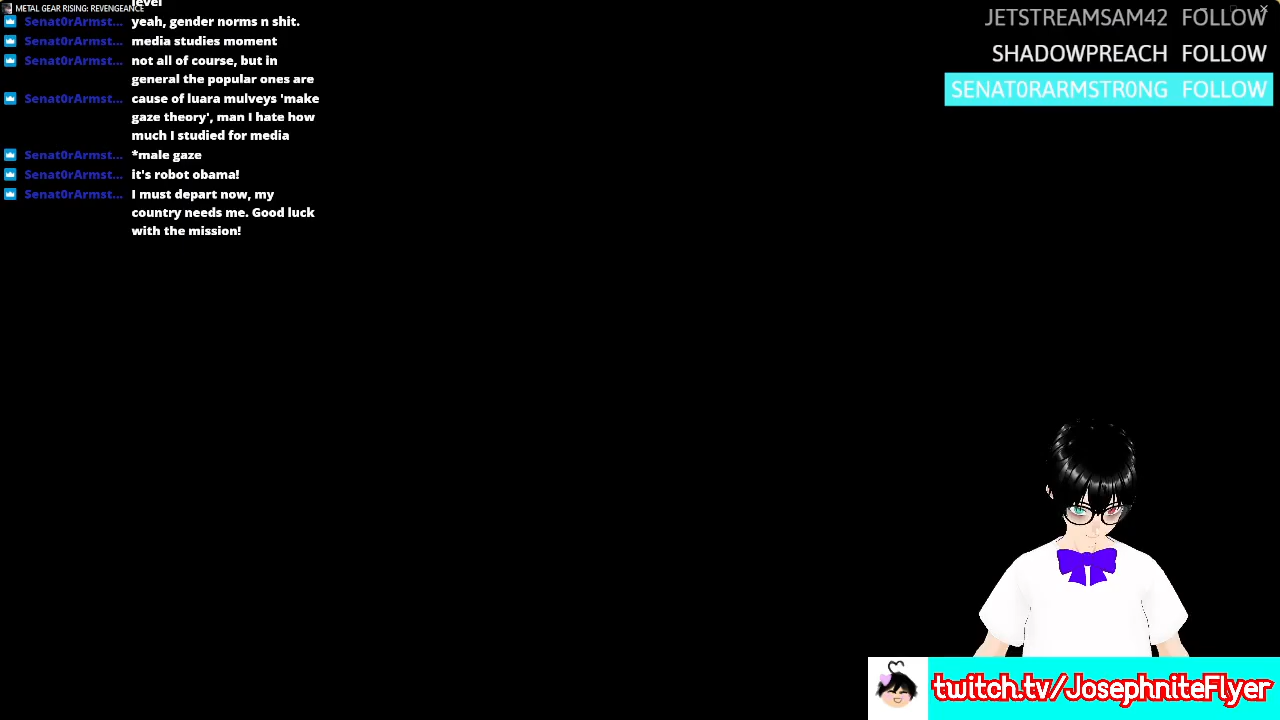 METAL GEAR RISING: REVENGEANCE
level
Senat0rArmst... yeah, gender norms n shit.
Senat0rArmst... media studies moment
Senat0rArmst... not all of course, but in
general the popular ones are
Senat0rArmst... cause of luara mulveys 'make
gaze theory', man I hate how
much I studied for media
Senat0rArmst... *male gaze
Senat0rArmst... it's robot obama!
Senat0rArmst... I must depart now, my
country needs me. Good luck
with the mission!
JETSTREAMSAM42 FOLLOW
SHADOWPREACH FOLLOW
SENAT0RARMSTR0NG FOLLOW
twitch.tv/JosephniteFlyer